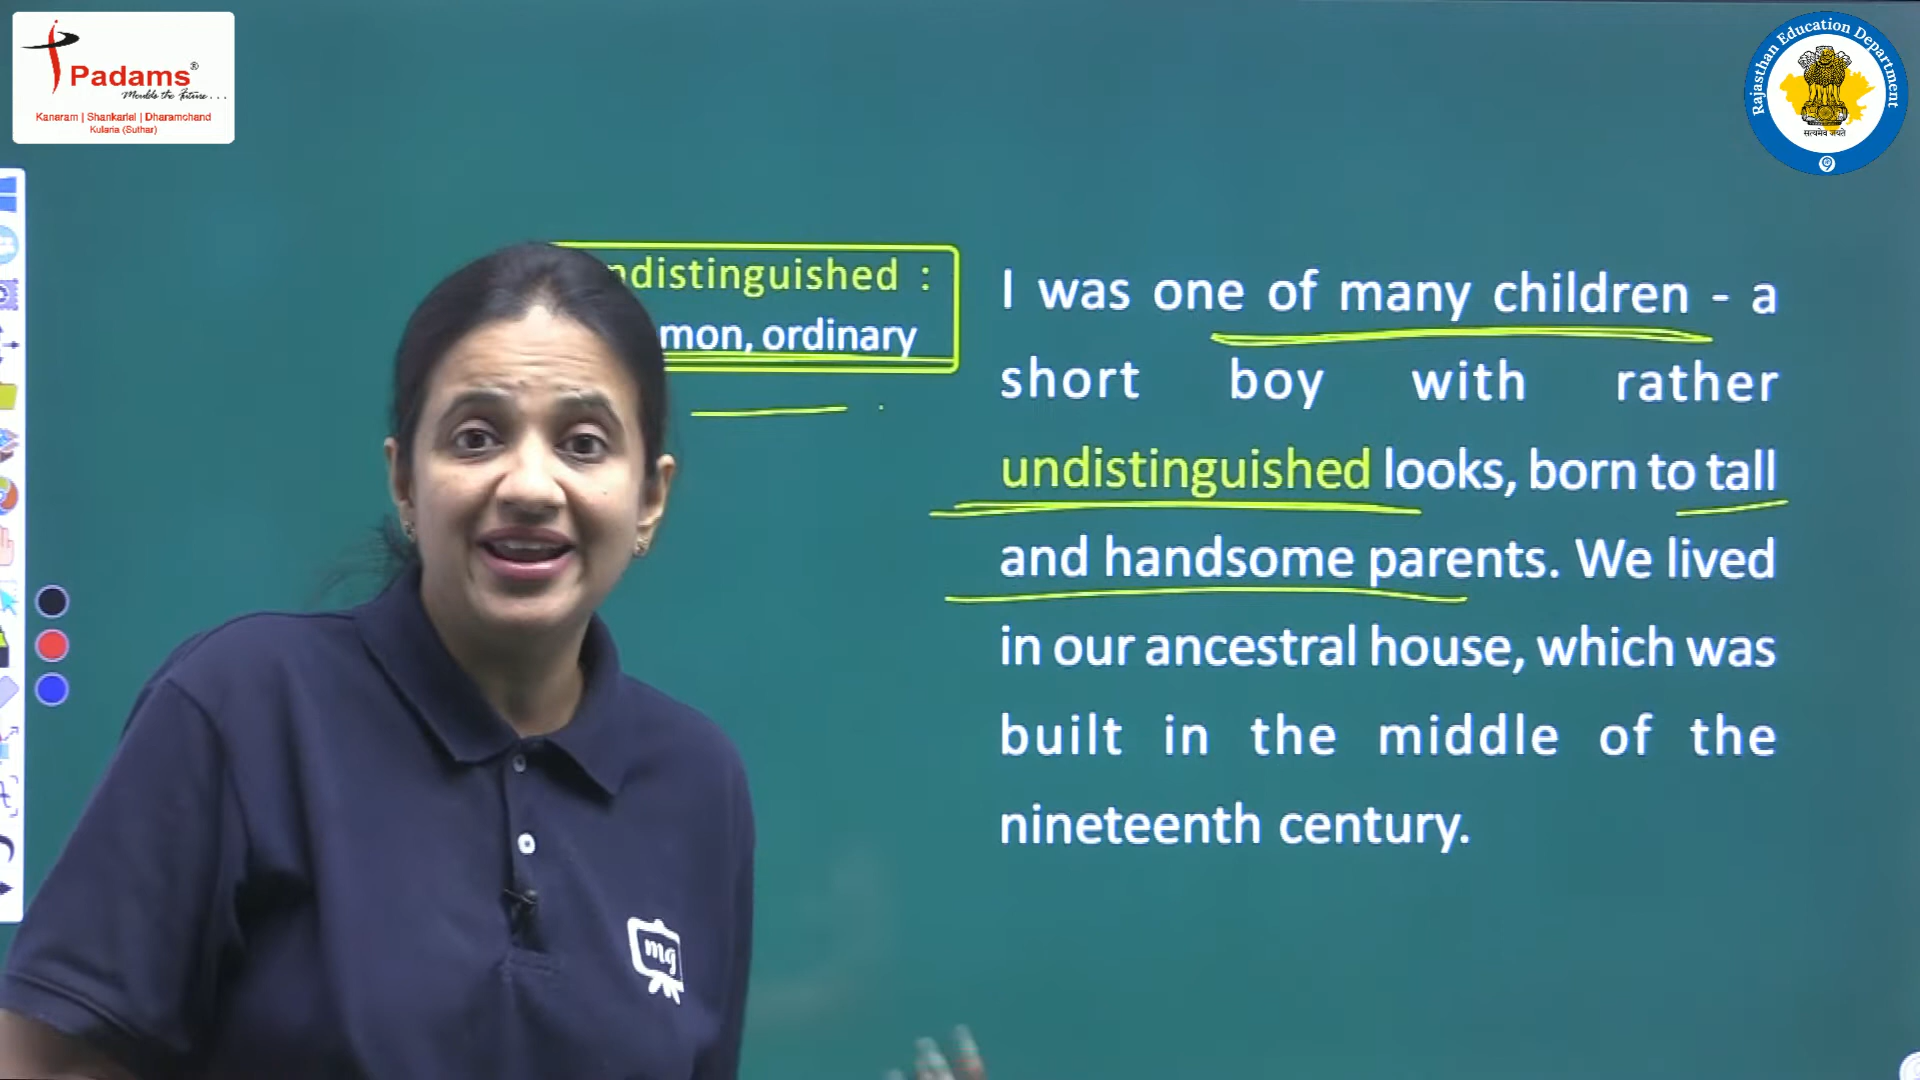 Padams®
Moulds the Future...
Kanaram | Shankarlal | Dharamchand
Kularia (Suthar)
Rajasthan Education Department
सत्यमेव जयते
ndistinguished :
mon, ordinary
I was one of many children - a
short boy with rather
undistinguished looks, born to tall
and handsome parents. We lived
in our ancestral house, which was
built in the middle of the
nineteenth century.
mg